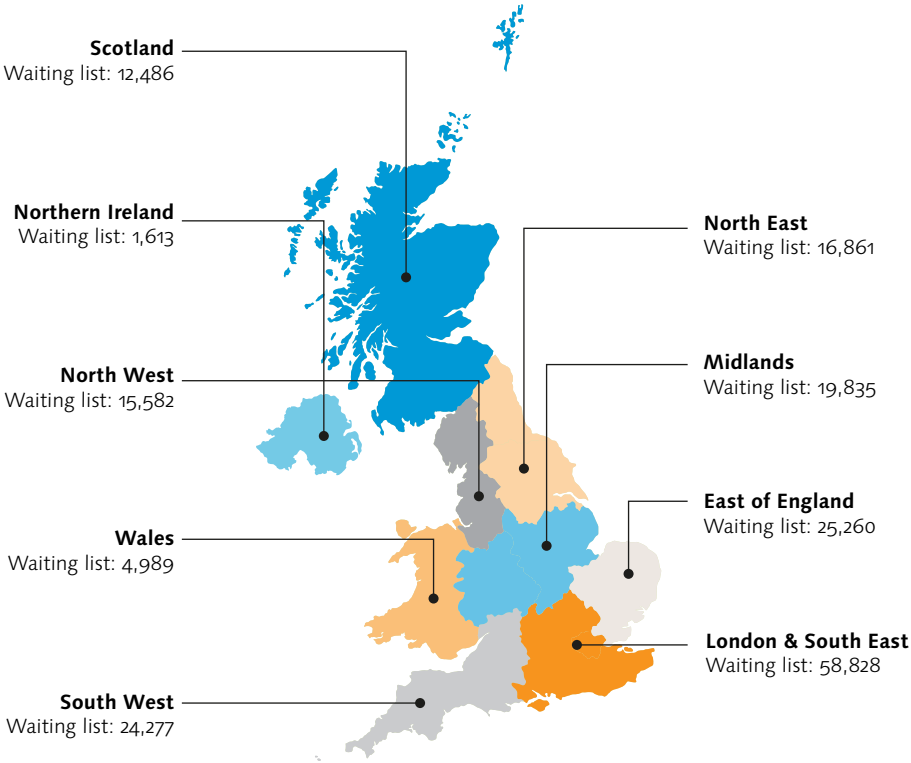 Scotland
Waiting list: 12,486
Northern Ireland
Waiting list: 1,613
North East
Waiting list: 16,861
North West
Waiting list: 15,582
Midlands
Waiting list: 19,835
East of England
Waiting list: 25,260
Wales
Waiting list: 4,989
London & South East
Waiting list: 58,828
South West
Waiting list: 24,277